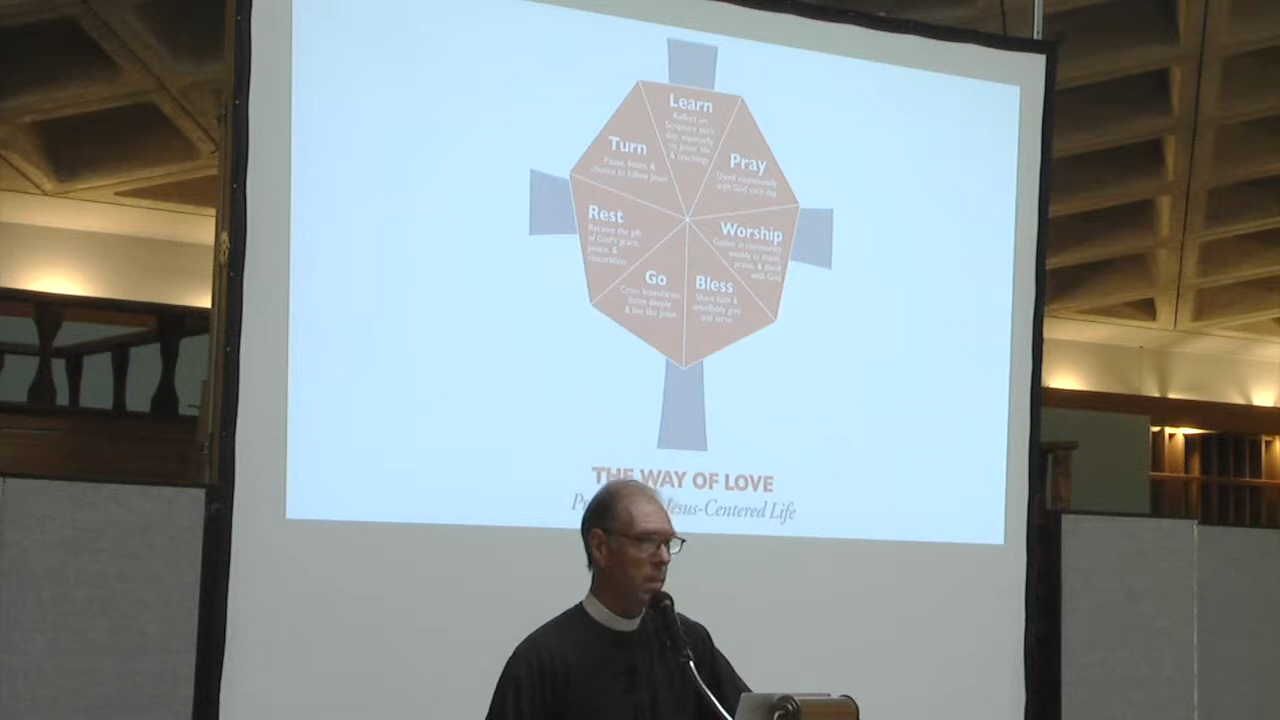 Learn
Reflect on
Scripture each
day, especially
on Jesus' life
& teachings
Pray
Dwell intentionally
with God each day
Worship
Gather in community
weekly to thank,
praise, & dwell
with God
Bless
Share faith &
unselfishly give
and serve
Go
Cross boundaries,
listen deeply
& live like Jesus
Rest
Receive the gift
of God's grace,
peace, &
restoration
Turn
Pause, listen, &
choose to follow Jesus
THE WAY OF LOVE
Jesus-Centered Life